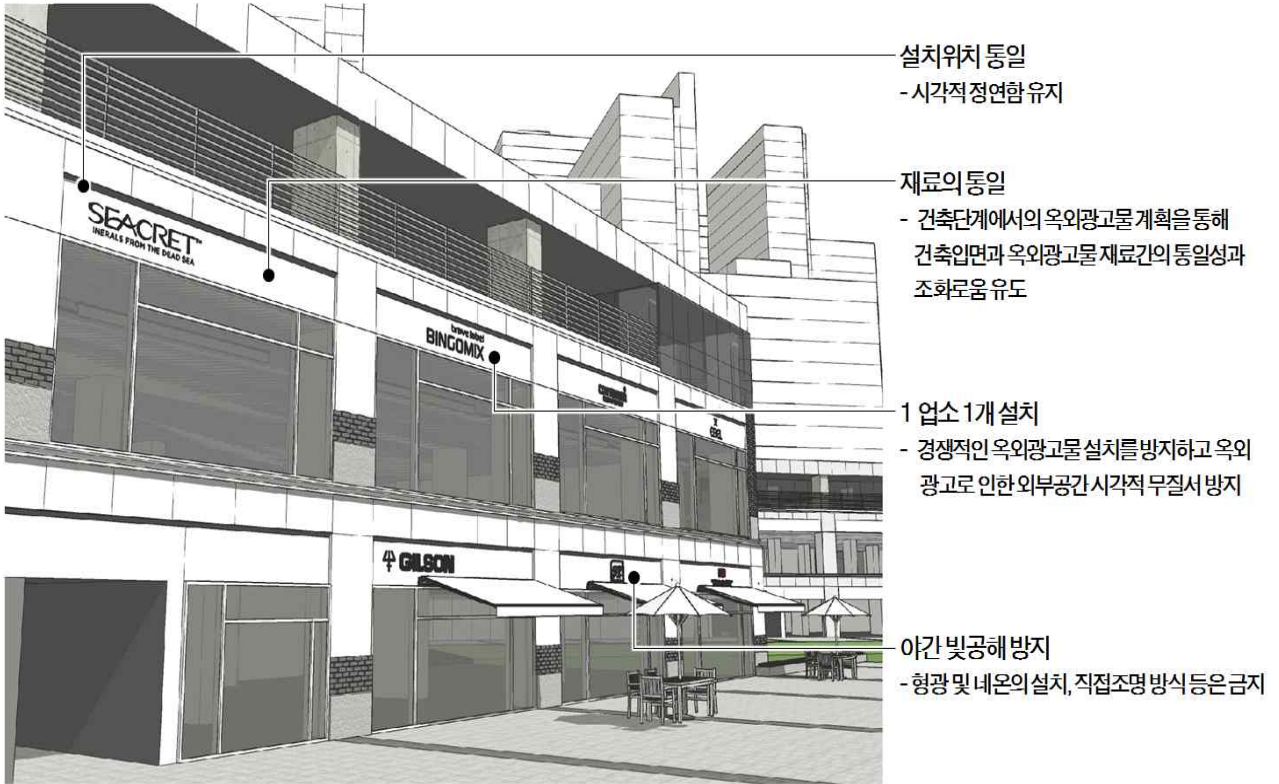 설치위치 통일
- 시각적 정연함 유지
재료의 통일
- 건축단계에서의 옥외광고물 계획을 통해
건축입면과 옥외광고물 재료간의 통일성과
조화로움 유도
1 업소 1개 설치
- 경쟁적인 옥외광고물 설치를 방지하고 옥외
광고로 인한 외부공간 시각적 무질서 방지
야간 빛공해 방지
- 형광 및 네온의 설치, 직접조명 방식 등은 금지
SEACRET™
INERALS FROM THE DEAD SEA
brave label
BINGOMIX
GILSON